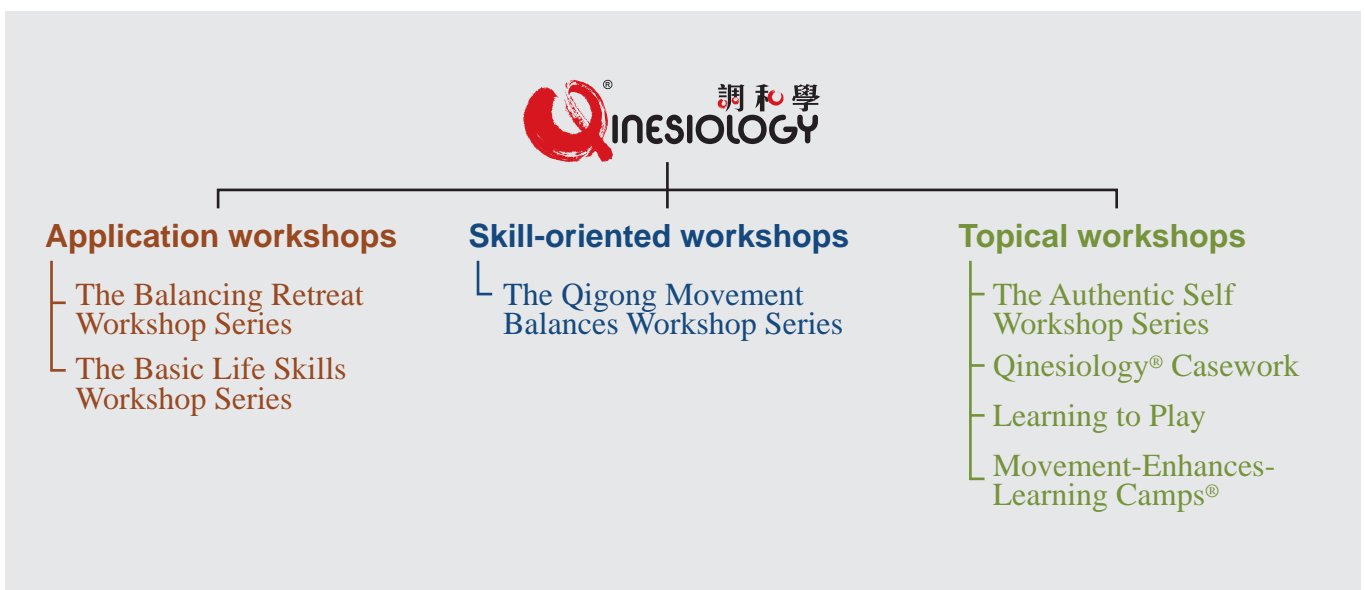 調和學
QINESIOLOGY®
Application workshops
The Balancing Retreat
Workshop Series
The Basic Life Skills
Workshop Series
Skill-oriented workshops
The Qigong Movement
Balances Workshop Series
Topical workshops
The Authentic Self
Workshop Series
Qinesiology® Casework
Learning to Play
Movement-Enhances-
Learning Camps®